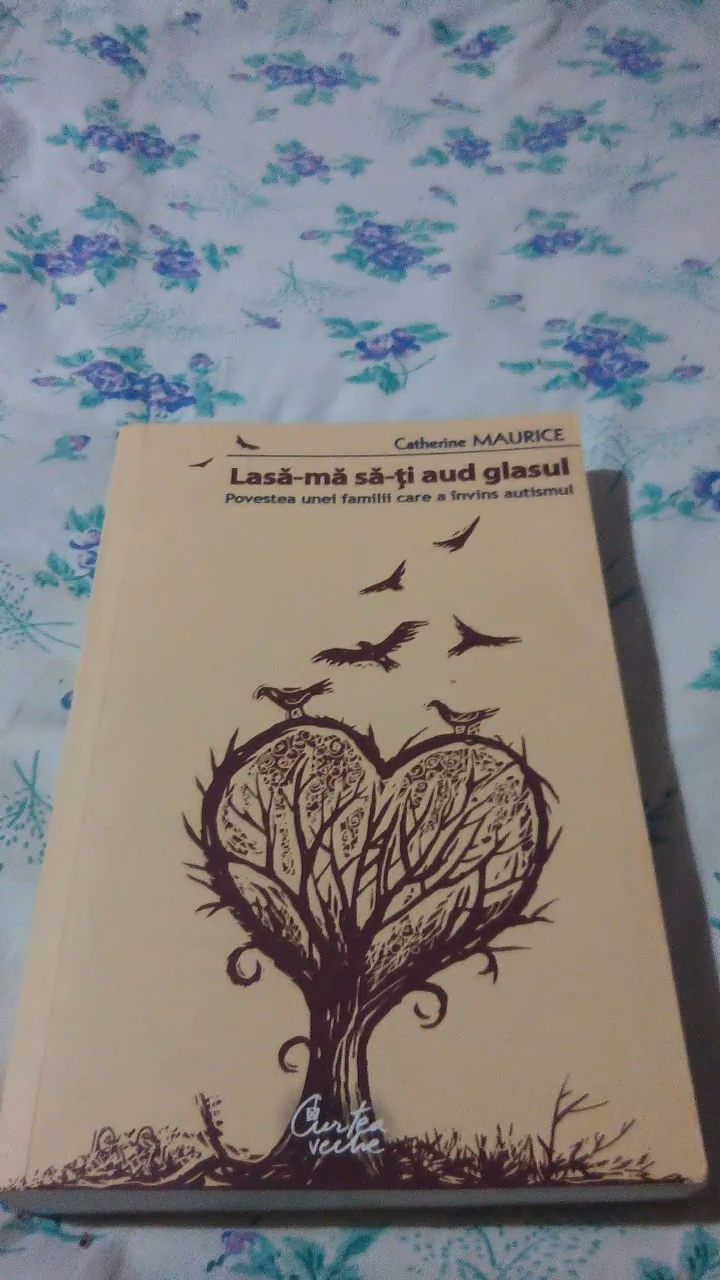 Catherine MAURICE
Lasă-mă să-ţi aud glasul
Povestea unei familii care a învins autismul
Curtea
veche